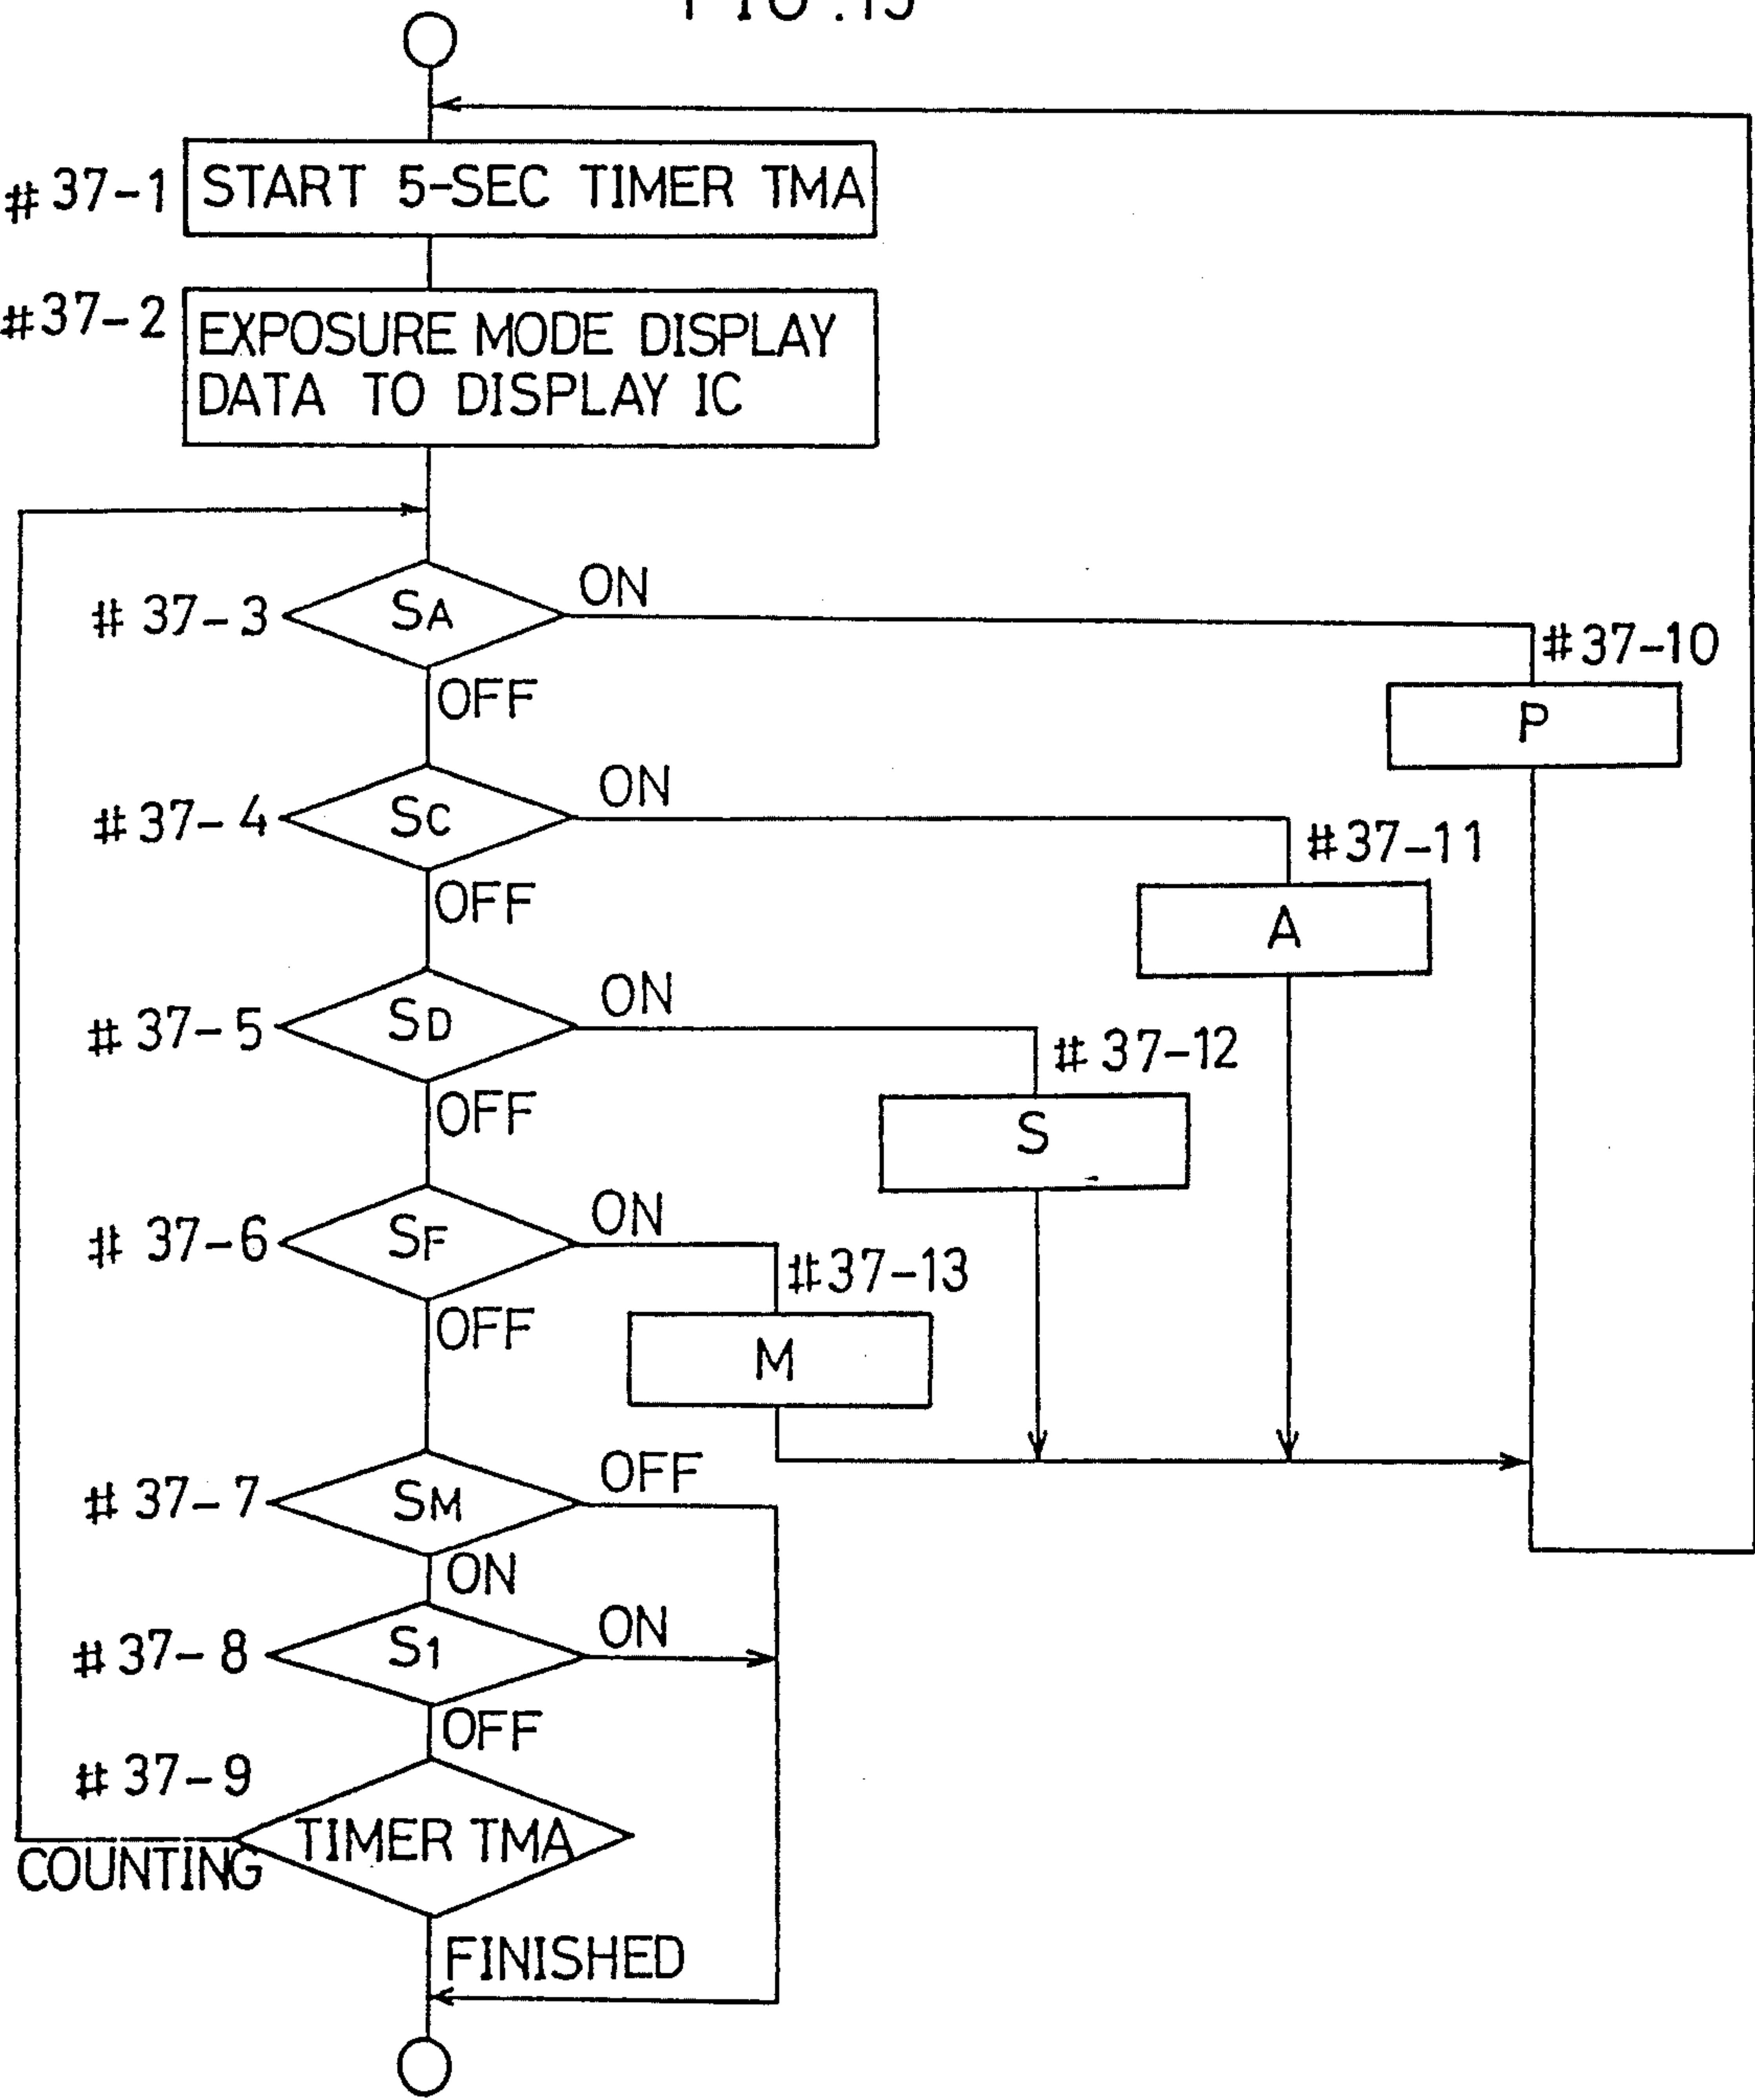 FIG.15
#37-1
START 5-SEC TIMER TMA
#37-2
EXPOSURE MODE DISPLAY
DATA TO DISPLAY IC
#37-3
SA
ON
OFF
#37-10
P
#37-4
SC
ON
OFF
#37-11
A
#37-5
SD
ON
OFF
#37-12
S
#37-6
SF
ON
OFF
#37-13
M
#37-7
SM
OFF
ON
#37-8
S1
ON
OFF
#37-9
TIMER TMA
COUNTING
FINISHED